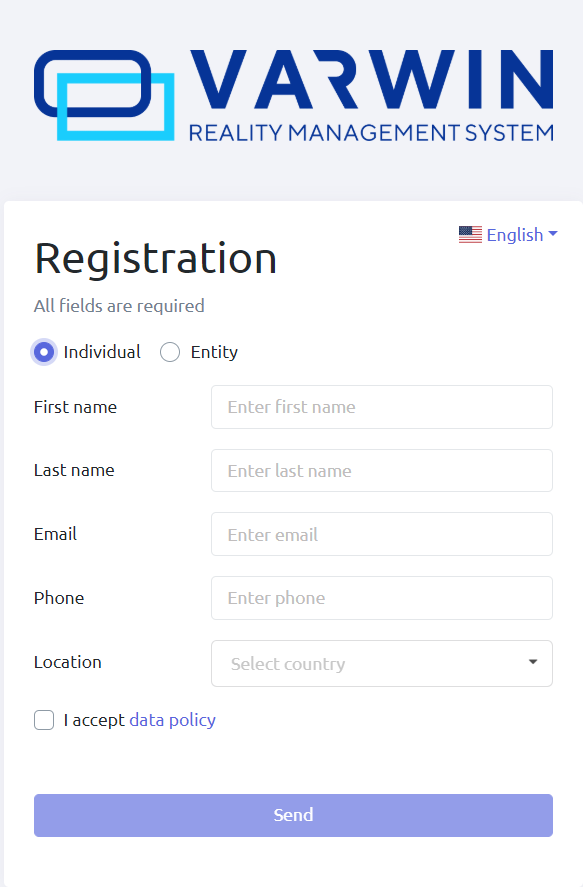 VARWIN
REALITY MANAGEMENT SYSTEM
English
Registration
All fields are required
Individual Entity
First name Enter first name
Last name Enter last name
Email Enter email
Phone Enter phone
Location Select country
I accept data policy
Send